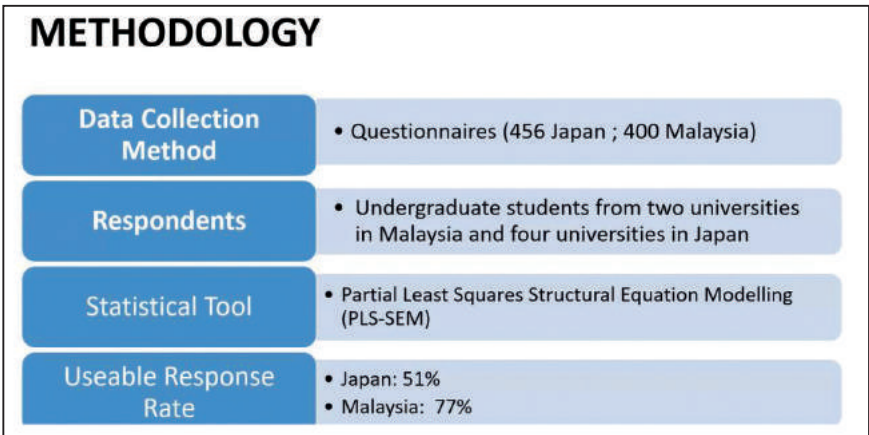 METHODOLOGY
Data Collection
Method
• Questionnaires (456 Japan ; 400 Malaysia)
Respondents
• Undergraduate students from two universities
in Malaysia and four universities in Japan
Statistical Tool
• Partial Least Squares Structural Equation Modelling
(PLS-SEM)
Useable Response
Rate
• Japan: 51%
• Malaysia: 77%